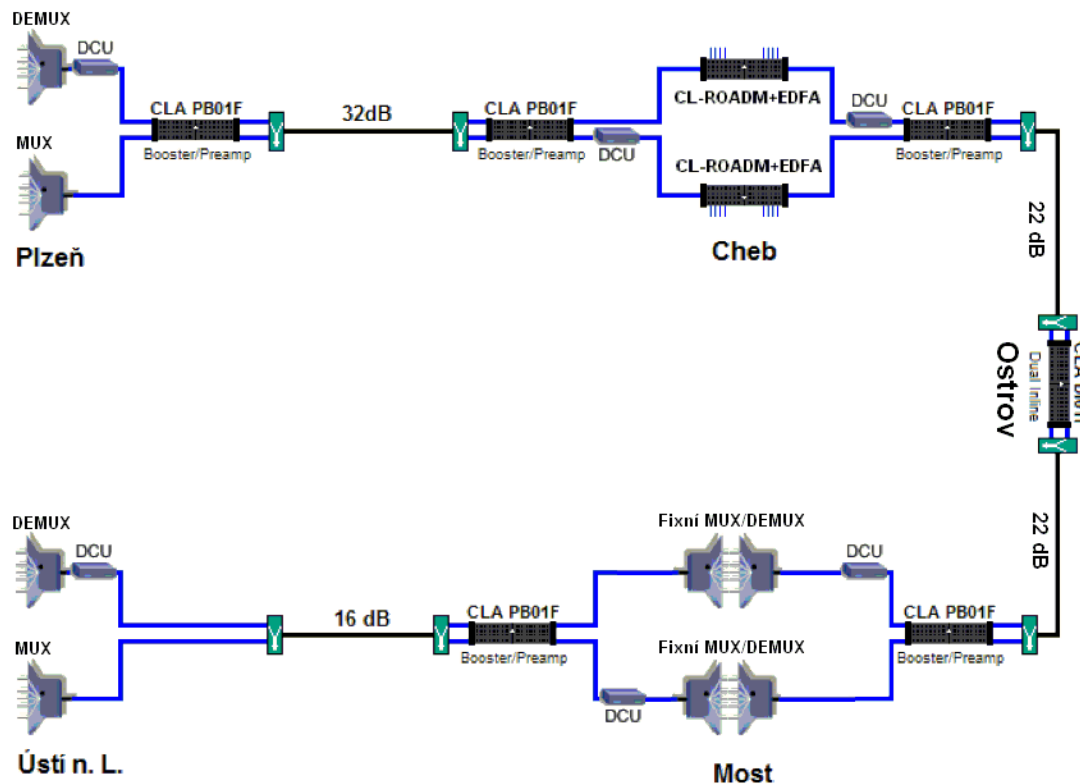 DEMUX
DCU
MUX
CLA PB01F
Booster/Preamp
Plzeň
32dB
CLA PB01F
Booster/Preamp
DCU
CL-ROADM+EDFA
CL-ROADM+EDFA
Cheb
DCU
CLA PB01F
Booster/Preamp
22 dB
Ostrov
Dual Inline
CLA
22 dB
DEMUX
DCU
MUX
Ústí n. L.
16 dB
CLA PB01F
Booster/Preamp
Fixní MUX/DEMUX
DCU
Fixní MUX/DEMUX
DCU
Most
CLA PB01F
Booster/Preamp